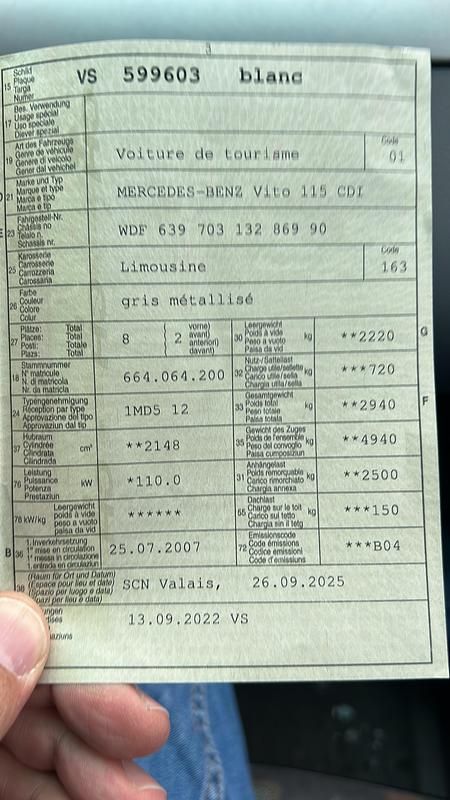 3
15 Schild
Plaque
Targa
Numer
VS 599603 blanc
17 Bes. Verwendung
Usage spécial
Uso speciale
Diever spezial
19 Art des Fahrzeugs
Genre de véhicule
Genere di veicolo
Gener dal vehichel
Voiture de tourisme
Code
01
D 21 Marke und Typ
Marque et type
Marca e tipo
Marca e tip
MERCEDES-BENZ Vito 115 CDI
E 23 Fahrgestell-Nr.
Châssis no
Telaio n.
Schassis nr.
WDF 639 703 132 869 90
25 Karosserie
Carrosserie
Carrozzeria
Carossaria
Limousine
Code
163
26 Farbe
Couleur
Colore
Colur
gris métallisé
27 Plätze: Total
Places: Total
Posti: Totale
Plazs: Total
8
2
vorne)
avant)
anteriori)
davant)
30 Leergewicht
Poids à vide
Peso a vuoto
Paisa da vid
kg
**2220
G
18 Stammnummer
N° matricule
N. di matricola
Nr. da matricla
664.064.200
32 Nutz-/Sattellast
Charge utile/sellette
Carico utile/sella
Chargia utila/sella
kg
***720
24 Typengenehmigung
Réception par type
Approvazione del tipo
Approvaziun dal tip
1MD5 12
33 Gesamtgewicht
Poids total
Peso totale
Paisa totala
kg
**2940
F
37 Hubraum
Cylindrée
Cilindrata
Cilindrada
cm³
**2148
35 Gewicht des Zuges
Poids de l'ensemble
Peso del convoglio
Paisa cumposiziun
kg
**4940
76 Leistung
Puissance
Potenza
Prestaziun
kW
*110.0
31 Anhängelast
Poids remorquable
Carico rimorchiato
Chargia annexa
kg
**2500
78 kW/kg
Leergewicht
poids à vide
peso a vuoto
paisa da vid
******
55 Dachlast
Charge sur le toit
Carico sul tetto
Chargia sin il tetg
kg
***150
B 36 1. Inverkehrsetzung
1re mise en circulation
1a messa in circolazione
1. entrada en circulaziun
25.07.2007
72 Emissionscode
Code émissions
Codice emissioni
Code d'emissiuns
***B04
38 (Raum für Ort und Datum)
(Espace pour lieu et date)
(Spazio per luogo e data)
(Spazi per lieu e data)
SCN Valais, 26.09.2025
13.09.2022 VS